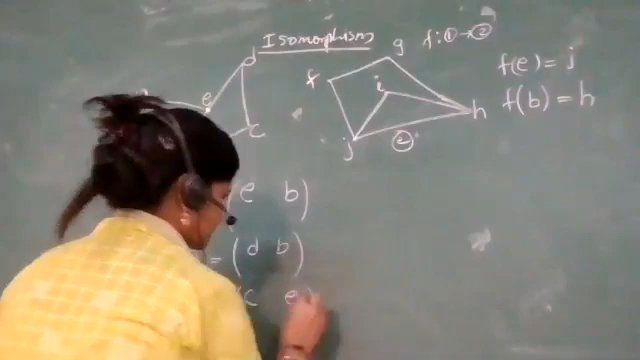 Isomorphism
f: ① → ②
d
g
e
f
i
c
h
j
②
f(e) = j
f(b) = h
(e b)
= (d b)
c e